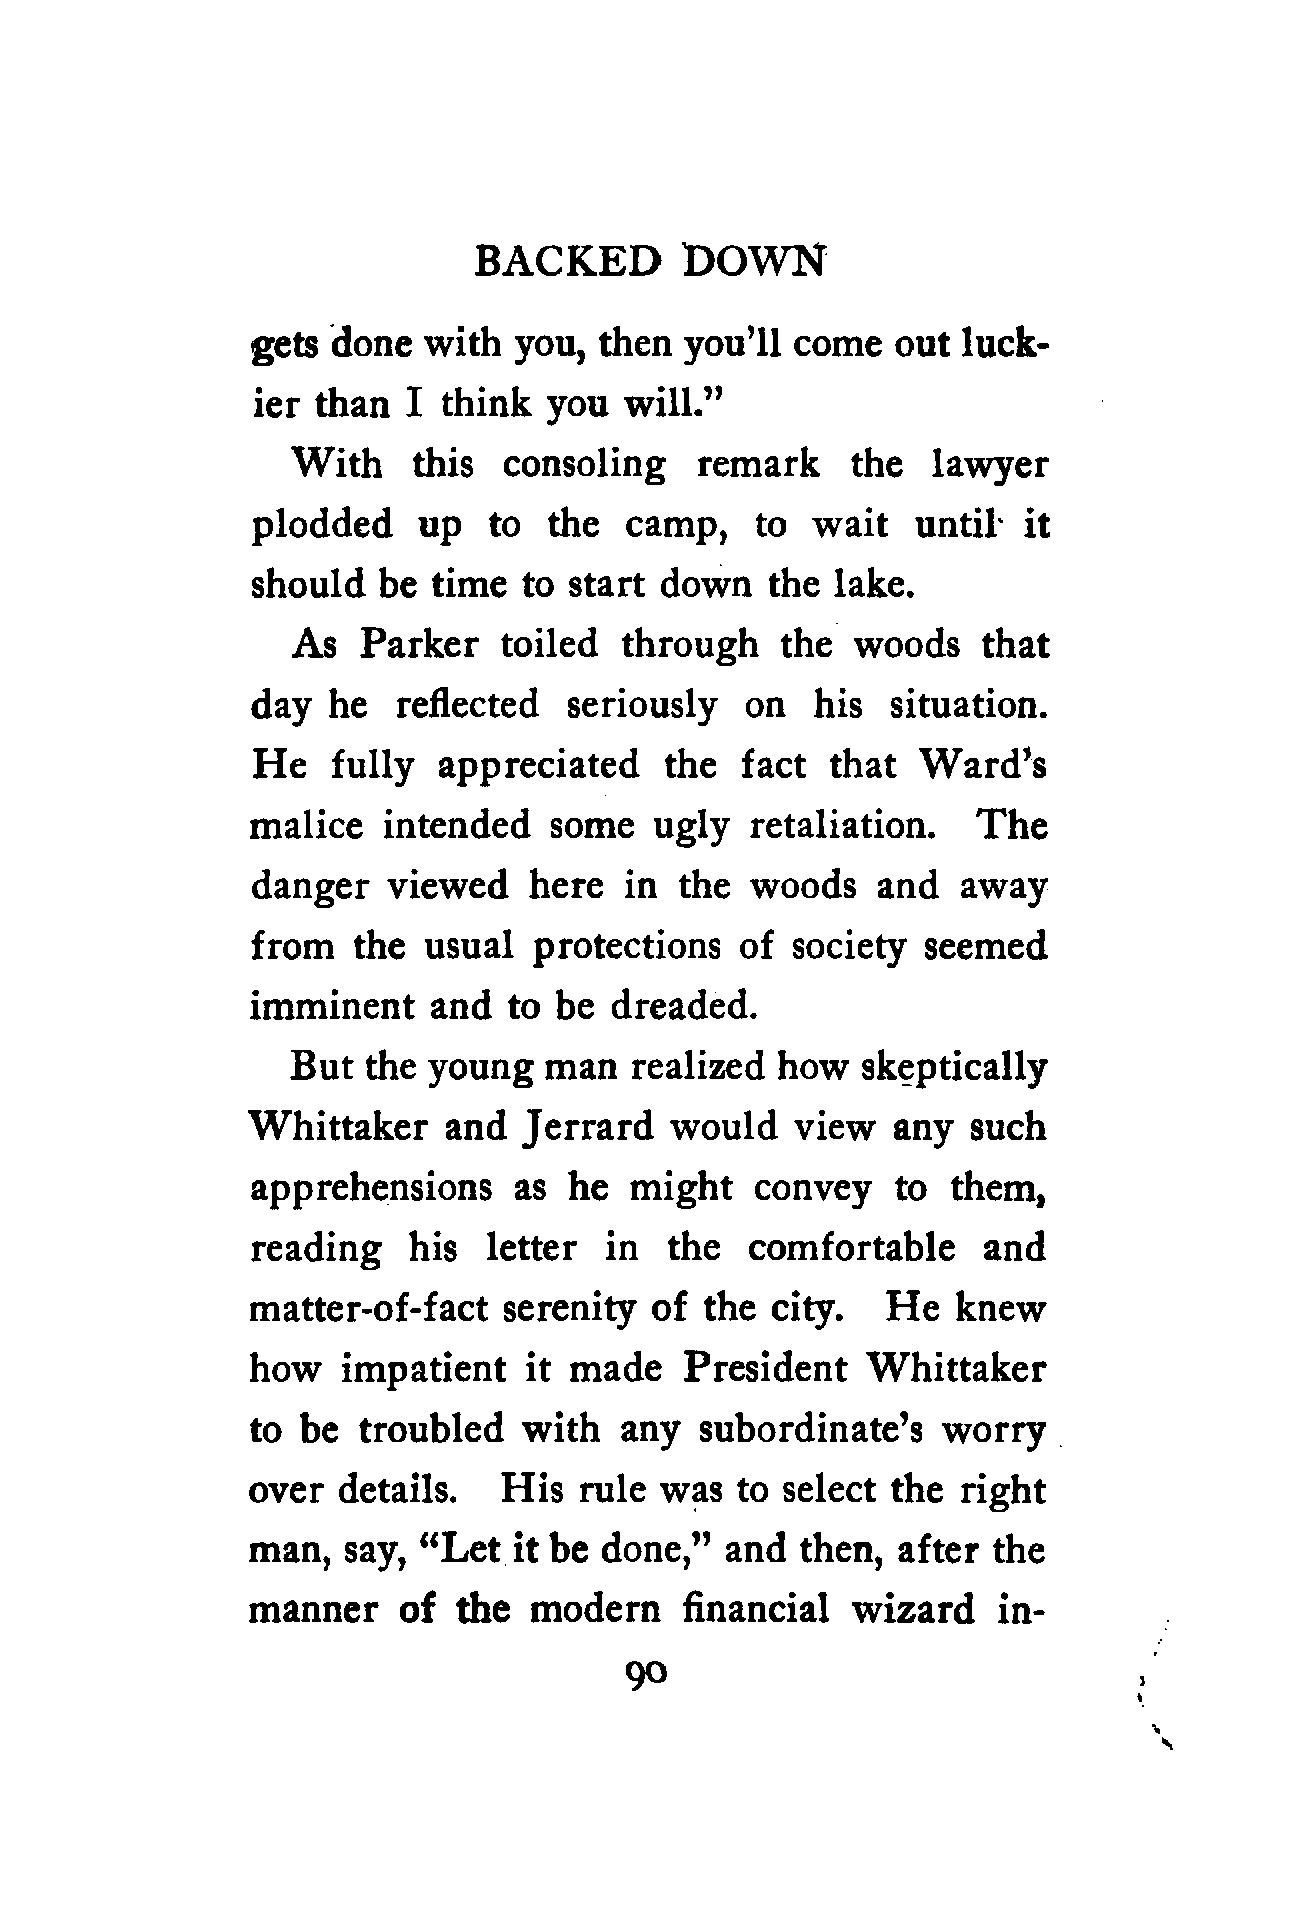 BACKED DOWN
gets done with you, then you'll come out luck-
ier than I think you will."
With this consoling remark the lawyer
plodded up to the camp, to wait until it
should be time to start down the lake.
As Parker toiled through the woods that
day he reflected seriously on his situation.
He fully appreciated the fact that Ward's
malice intended some ugly retaliation. The
danger viewed here in the woods and away
from the usual protections of society seemed
imminent and to be dreaded.
But the young man realized how skeptically
Whittaker and Jerrard would view any such
apprehensions as he might convey to them,
reading his letter in the comfortable and
matter-of-fact serenity of the city. He knew
how impatient it made President Whittaker
to be troubled with any subordinate's worry
over details. His rule was to select the right
man, say, "Let it be done," and then, after the
manner of the modern financial wizard in-
90